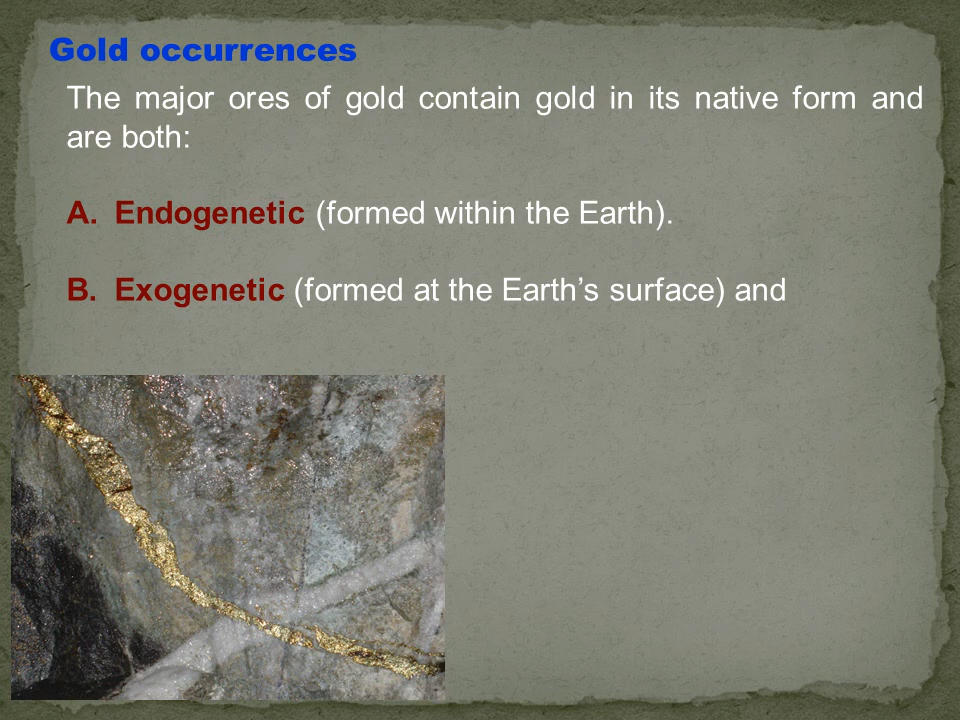 Gold occurrences
The major ores of gold contain gold in its native form and
are both:
A. Endogenetic (formed within the Earth).
B. Exogenetic (formed at the Earth’s surface) and